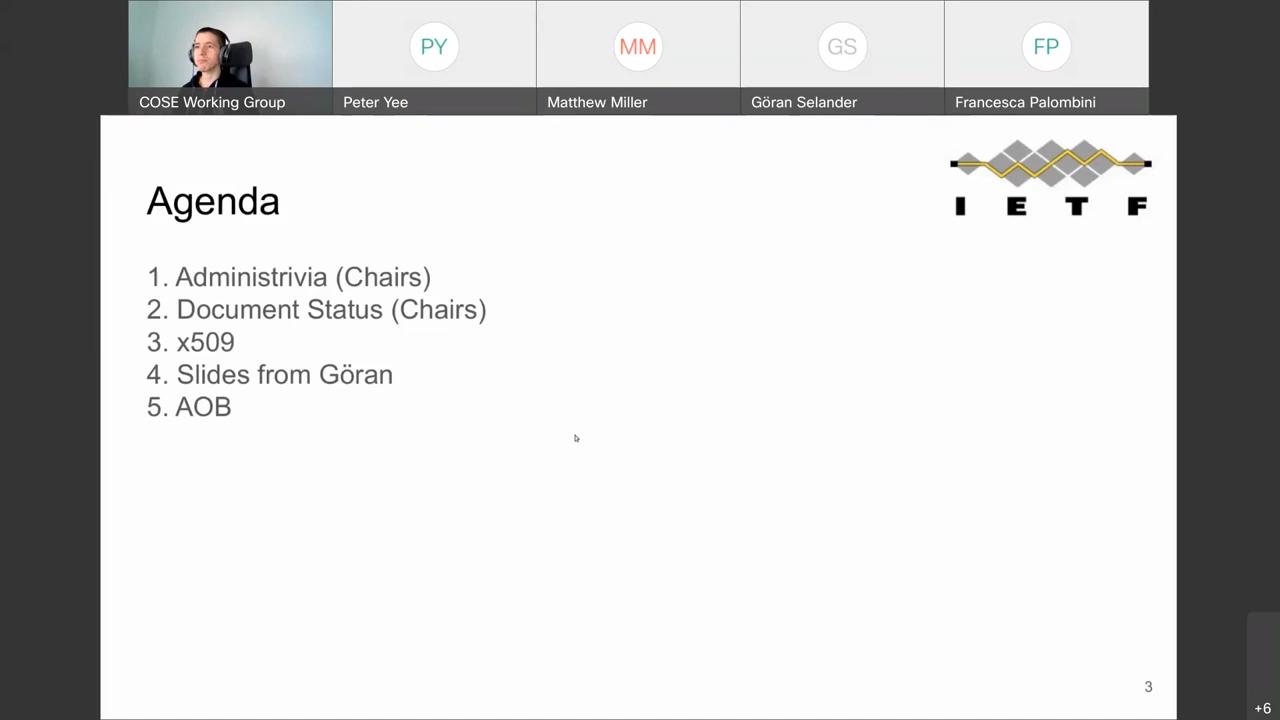 PY
MM
GS
FP
COSE Working Group
Peter Yee
Matthew Miller
Göran Selander
Francesca Palombini
I E T F
Agenda
1. Administrivia (Chairs)
2. Document Status (Chairs)
3. x509
4. Slides from Göran
5. AOB
3
+6